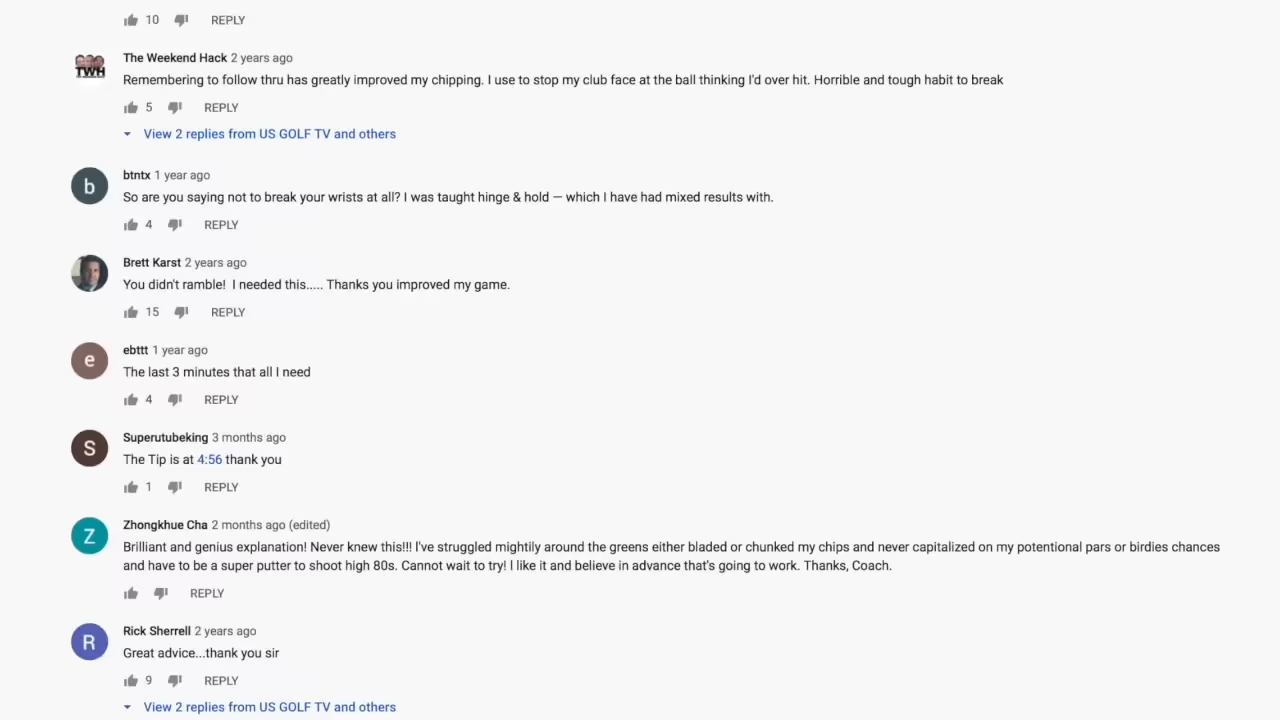 10 REPLY
TWH
The Weekend Hack 2 years ago
Remembering to follow thru has greatly improved my chipping. I use to stop my club face at the ball thinking I'd over hit. Horrible and tough habit to break
5 REPLY
View 2 replies from US GOLF TV and others
b
btntx 1 year ago
So are you saying not to break your wrists at all? I was taught hinge & hold — which I have had mixed results with.
4 REPLY
Brett Karst 2 years ago
You didn't ramble! I needed this..... Thanks you improved my game.
15 REPLY
e
ebttt 1 year ago
The last 3 minutes that all I need
4 REPLY
S
Superutubeking 3 months ago
The Tip is at 4:56 thank you
1 REPLY
Z
Zhongkhue Cha 2 months ago (edited)
Brilliant and genius explanation! Never knew this!!! I've struggled mightily around the greens either bladed or chunked my chips and never capitalized on my potentional pars or birdies chances
and have to be a super putter to shoot high 80s. Cannot wait to try! I like it and believe in advance that's going to work. Thanks, Coach.
REPLY
R
Rick Sherrell 2 years ago
Great advice...thank you sir
9 REPLY
View 2 replies from US GOLF TV and others